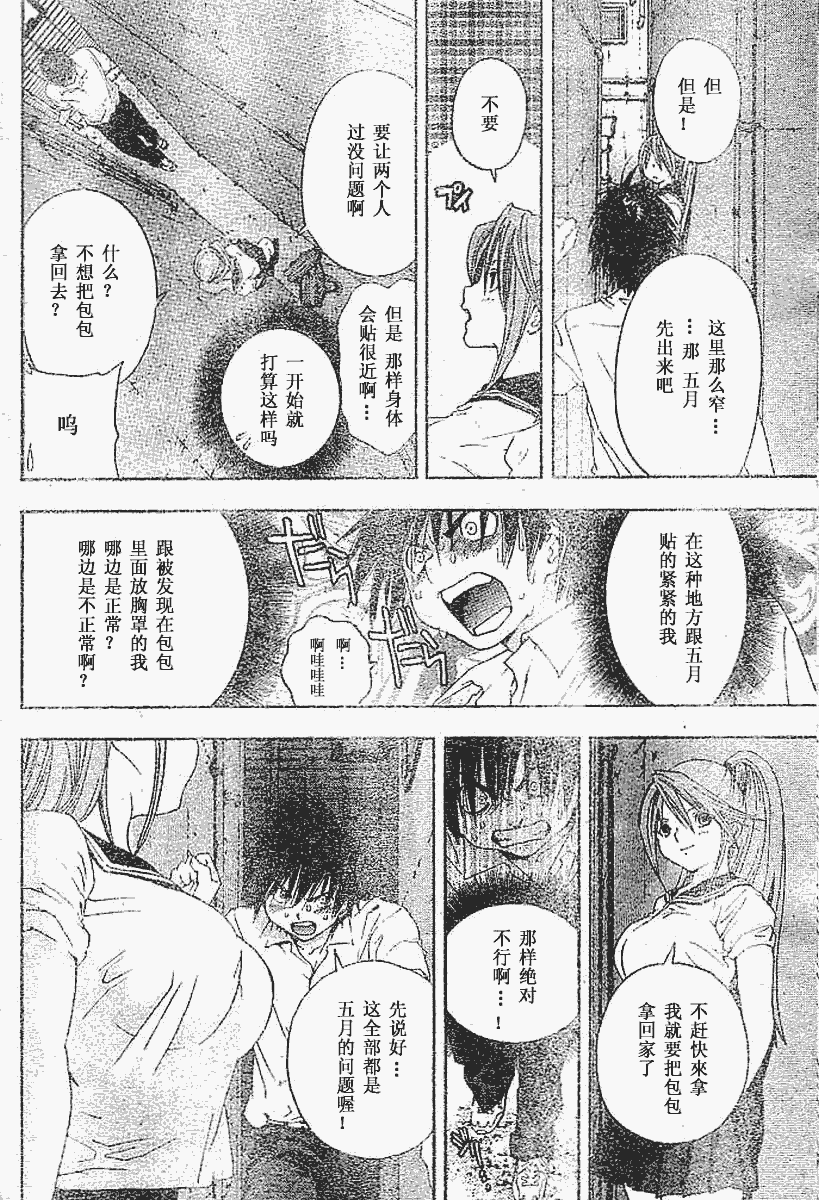 但
但是！
这里那么窄…
…那 五月
先出来吧
不要
プイ
要让两个人
过没问题啊
但是 那样身体
会贴很近啊…
一开始就
打算这样吗
什么？
不想把包包
拿回去？
呜
在这种地方跟五月
贴的紧紧的我
啊…
啊哇哇哇
跟被发现在包包
里面放胸罩的我
哪边是正常？
哪边是不正常啊？
不赶快來拿
我就要把包包
拿回家了
那样绝对
不行啊…！
先说好…
这全部都是
五月的问题喔！